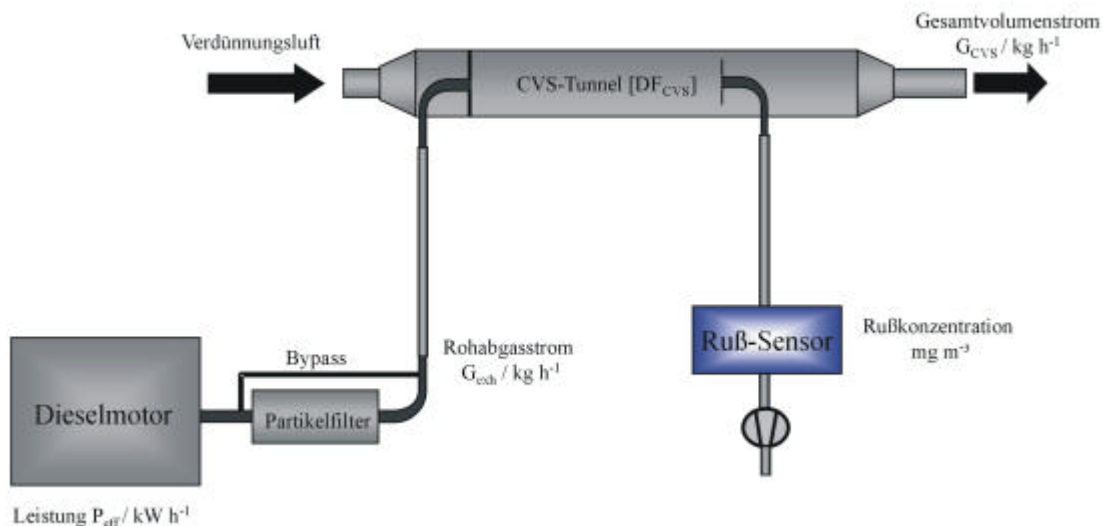 Gesamtvolumenstrom
G_CVS / kg h⁻¹
Verdünnungsluft
CVS-Tunnel [DF_CVS]
Rohabgasstrom
G_exh / kg h⁻¹
Bypass
Ruß-Sensor
Rußkonzentration
mg m⁻³
Dieselmotor
Partikelfilter
Leistung P_eff / kW h⁻¹